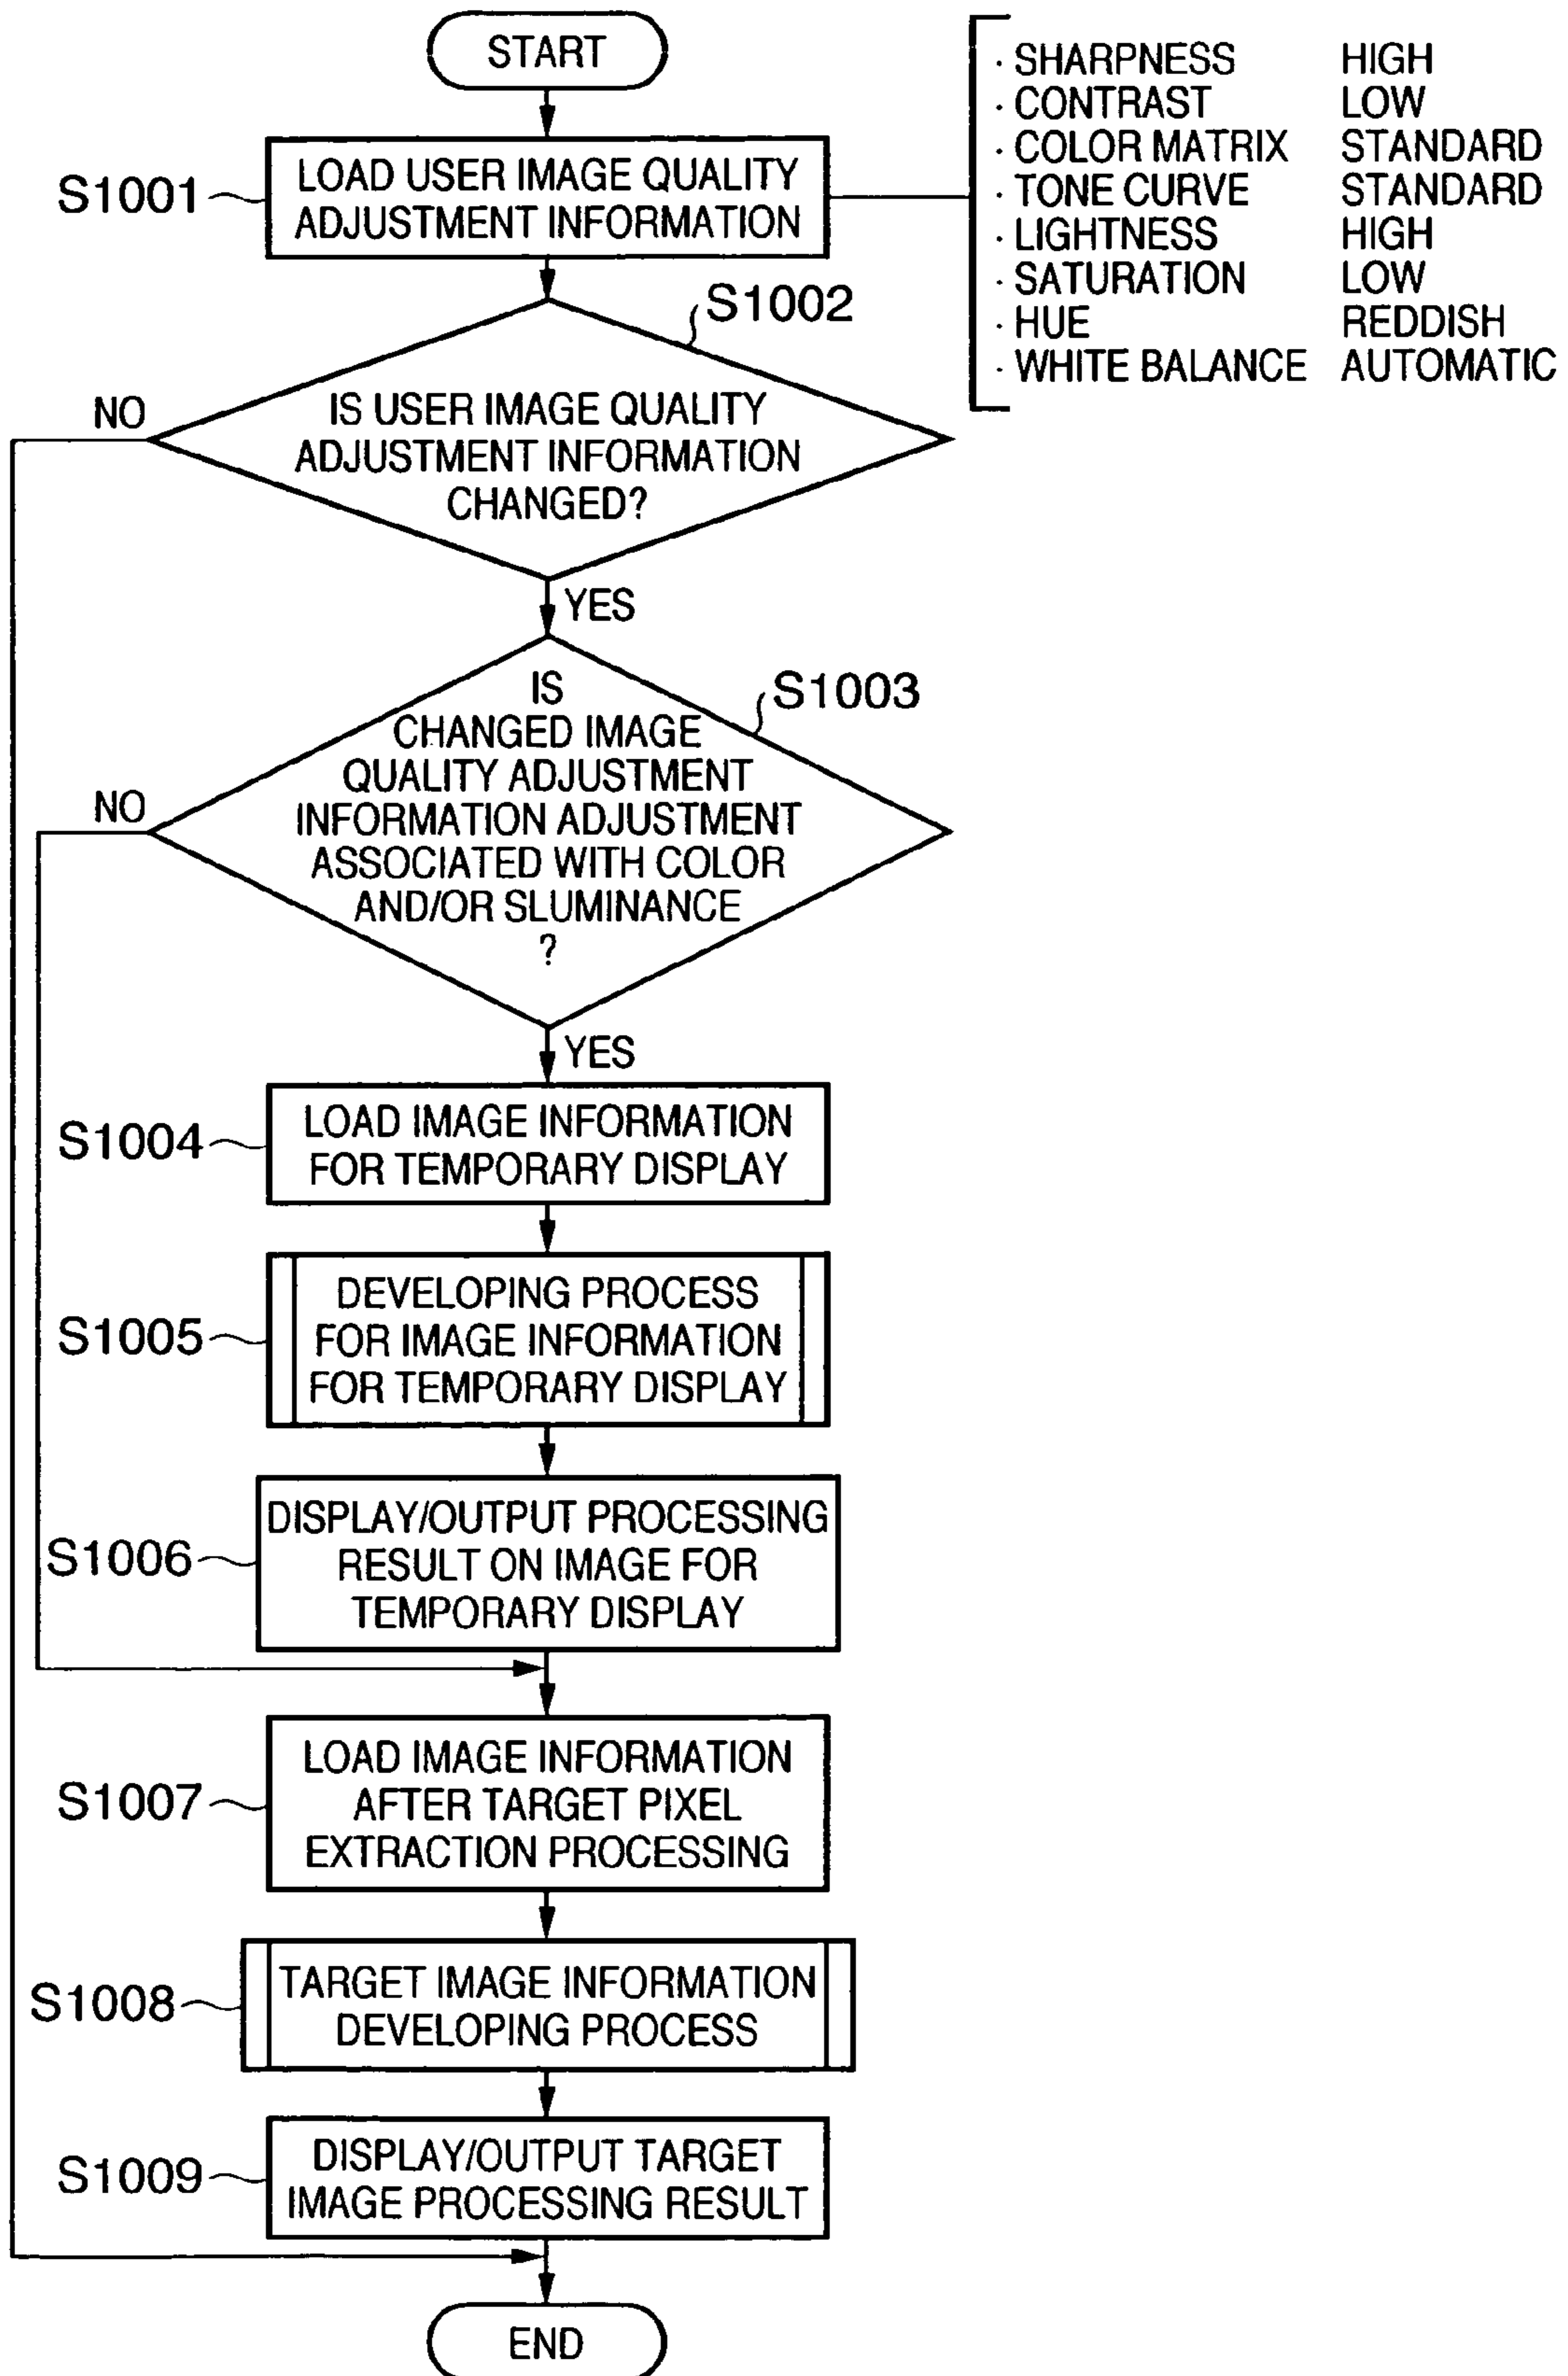 START
S1001
LOAD USER IMAGE QUALITY
ADJUSTMENT INFORMATION
· SHARPNESS HIGH
· CONTRAST LOW
· COLOR MATRIX STANDARD
· TONE CURVE STANDARD
· LIGHTNESS HIGH
· SATURATION LOW
· HUE REDDISH
· WHITE BALANCE AUTOMATIC
S1002
NO
IS USER IMAGE QUALITY
ADJUSTMENT INFORMATION
CHANGED?
YES
S1003
NO
IS
CHANGED IMAGE
QUALITY ADJUSTMENT
INFORMATION ADJUSTMENT
ASSOCIATED WITH COLOR
AND/OR SLUMINANCE
?
YES
S1004
LOAD IMAGE INFORMATION
FOR TEMPORARY DISPLAY
S1005
DEVELOPING PROCESS
FOR IMAGE INFORMATION
FOR TEMPORARY DISPLAY
S1006
DISPLAY/OUTPUT PROCESSING
RESULT ON IMAGE FOR
TEMPORARY DISPLAY
S1007
LOAD IMAGE INFORMATION
AFTER TARGET PIXEL
EXTRACTION PROCESSING
S1008
TARGET IMAGE INFORMATION
DEVELOPING PROCESS
S1009
DISPLAY/OUTPUT TARGET
IMAGE PROCESSING RESULT
END